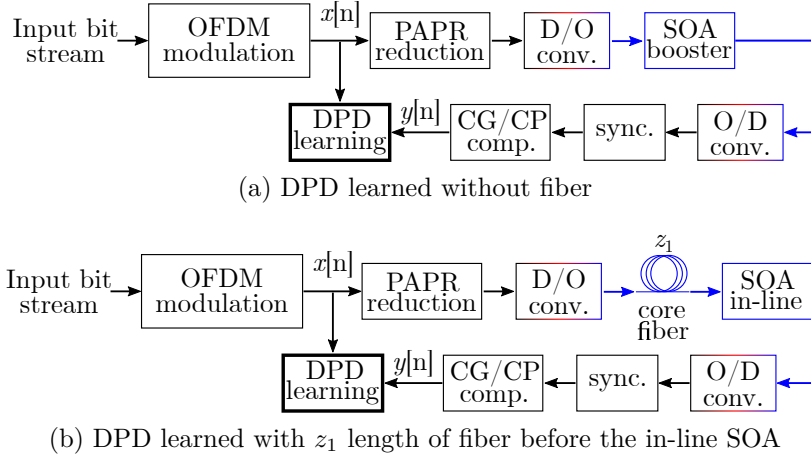 Input bit
stream
OFDM
modulation
x[n]
PAPR
reduction
D/O
conv.
SOA
booster
DPD
learning
y[n]
CG/CP
comp.
sync.
O/D
conv.
(a) DPD learned without fiber
Input bit
stream
OFDM
modulation
x[n]
PAPR
reduction
D/O
conv.
z₁
core
fiber
SOA
in-line
DPD
learning
y[n]
CG/CP
comp.
sync.
O/D
conv.
(b) DPD learned with z₁ length of fiber before the in-line SOA